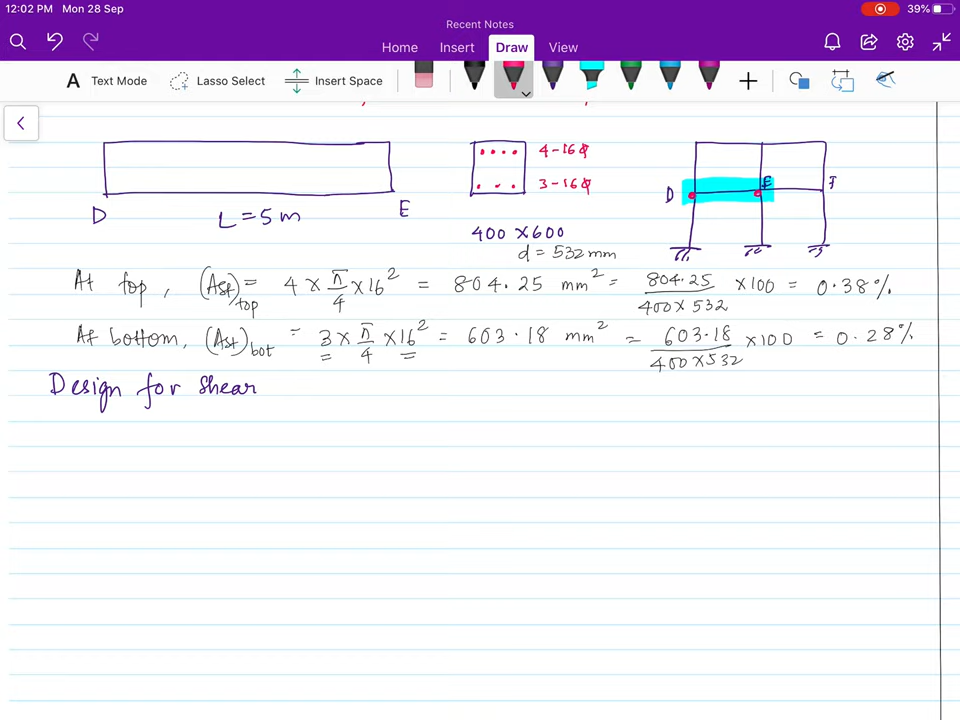 12:02 PM Mon 28 Sep
39%
Recent Notes
Home Insert Draw View
Text Mode Lasso Select Insert Space
D
E
L = 5 m
4-16ϕ
3-16ϕ
400 × 600
d = 532 mm
D
E
F
At top, (Ast)top = 4 × π/4 × 16² = 804.25 mm² = 804.25/(400×532) ×100 = 0.38%
At bottom, (Ast)bot = 3 × π/4 × 16² = 603.18 mm² = 603.18/(400×532) ×100 = 0.28%
Design for shear